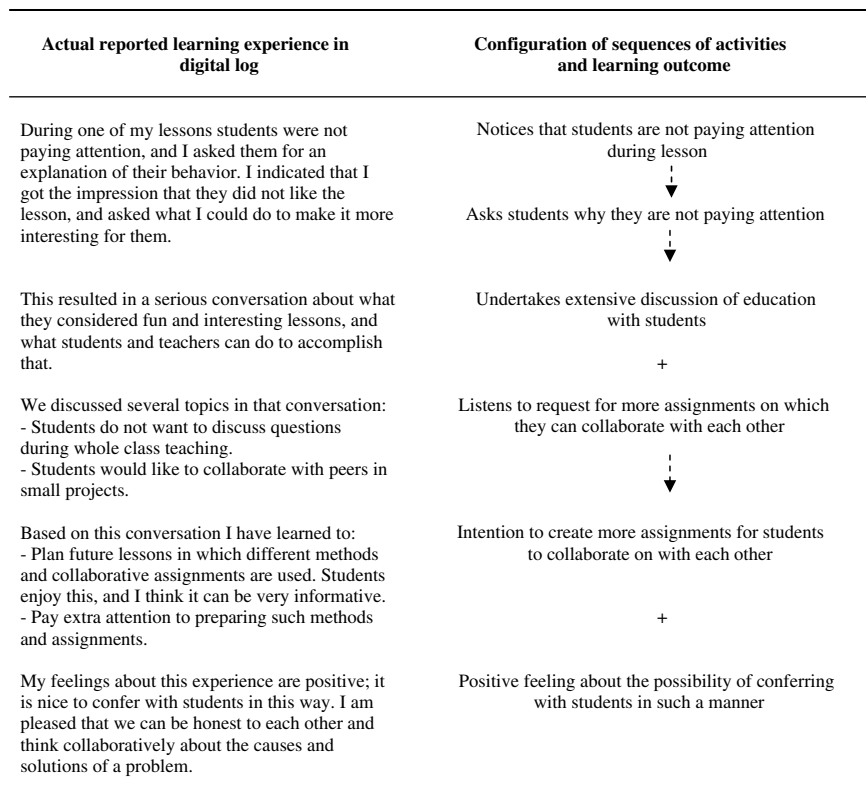 Actual reported learning experience in
digital log
Configuration of sequences of activities
and learning outcome
During one of my lessons students were not
paying attention, and I asked them for an
explanation of their behavior. I indicated that I
got the impression that they did not like the
lesson, and asked what I could do to make it more
interesting for them.
Notices that students are not paying attention
during lesson
Asks students why they are not paying attention
This resulted in a serious conversation about what
they considered fun and interesting lessons, and
what students and teachers can do to accomplish
that.
Undertakes extensive discussion of education
with students
+
We discussed several topics in that conversation:
- Students do not want to discuss questions
during whole class teaching.
- Students would like to collaborate with peers in
small projects.
Listens to request for more assignments on which
they can collaborate with each other
Based on this conversation I have learned to:
- Plan future lessons in which different methods
and collaborative assignments are used. Students
enjoy this, and I think it can be very informative.
- Pay extra attention to preparing such methods
and assignments.
Intention to create more assignments for students
to collaborate on with each other
+
My feelings about this experience are positive; it
is nice to confer with students in this way. I am
pleased that we can be honest to each other and
think collaboratively about the causes and
solutions of a problem.
Positive feeling about the possibility of conferring
with students in such a manner